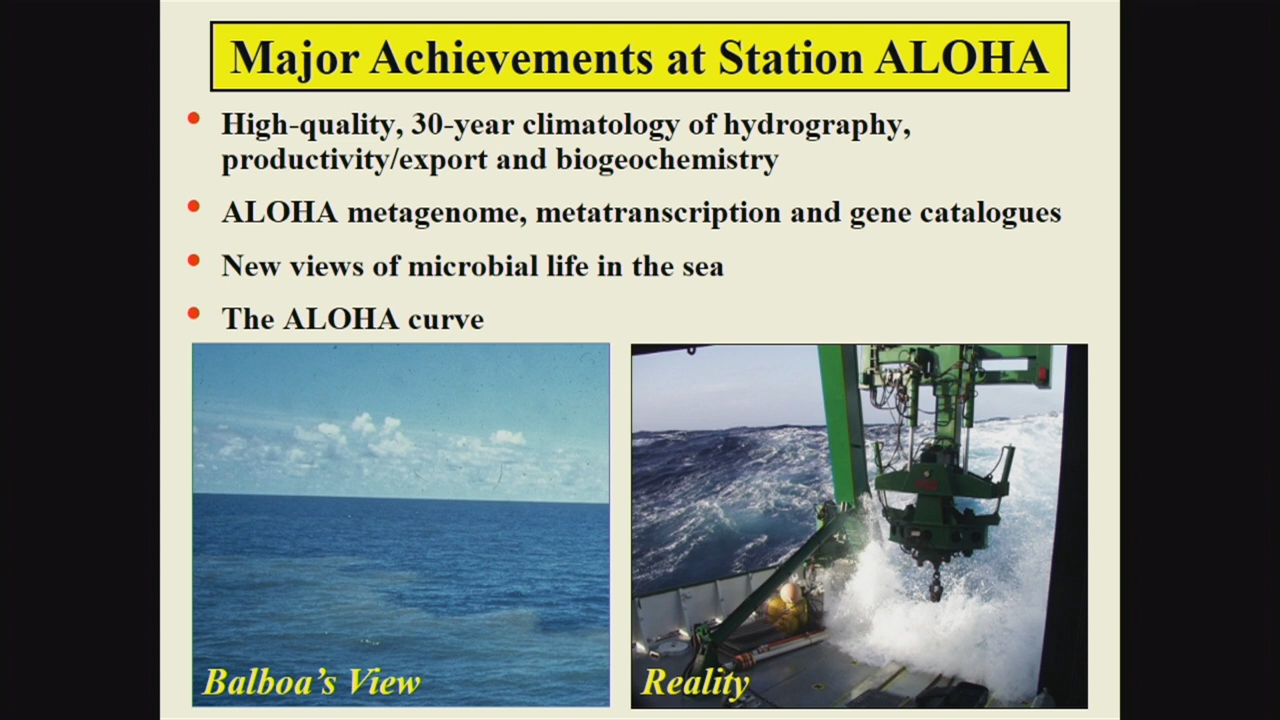 Major Achievements at Station ALOHA
• High-quality, 30-year climatology of hydrography,
productivity/export and biogeochemistry
• ALOHA metagenome, metatranscription and gene catalogues
• New views of microbial life in the sea
• The ALOHA curve
Balboa's View
Reality